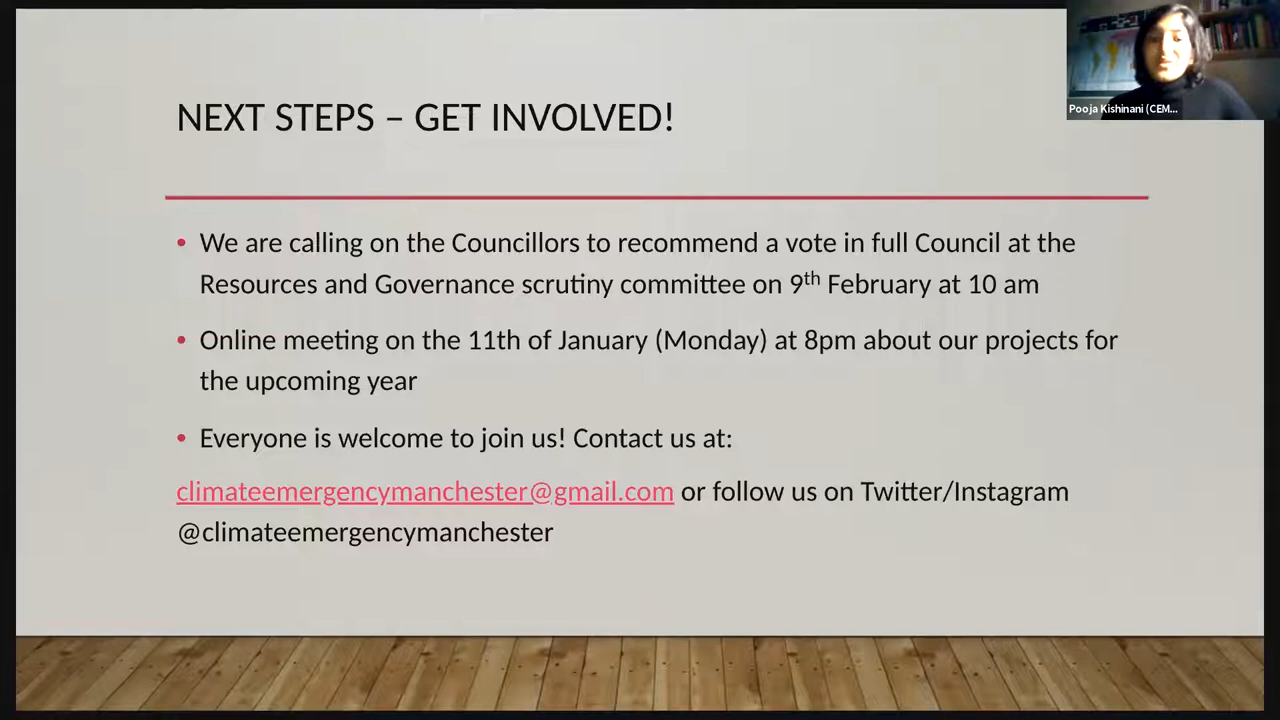 NEXT STEPS – GET INVOLVED!
Pooja Kishinani (CEM...
• We are calling on the Councillors to recommend a vote in full Council at the
Resources and Governance scrutiny committee on 9th February at 10 am
• Online meeting on the 11th of January (Monday) at 8pm about our projects for
the upcoming year
• Everyone is welcome to join us! Contact us at:
climateemergencymanchester@gmail.com or follow us on Twitter/Instagram
@climateemergencymanchester